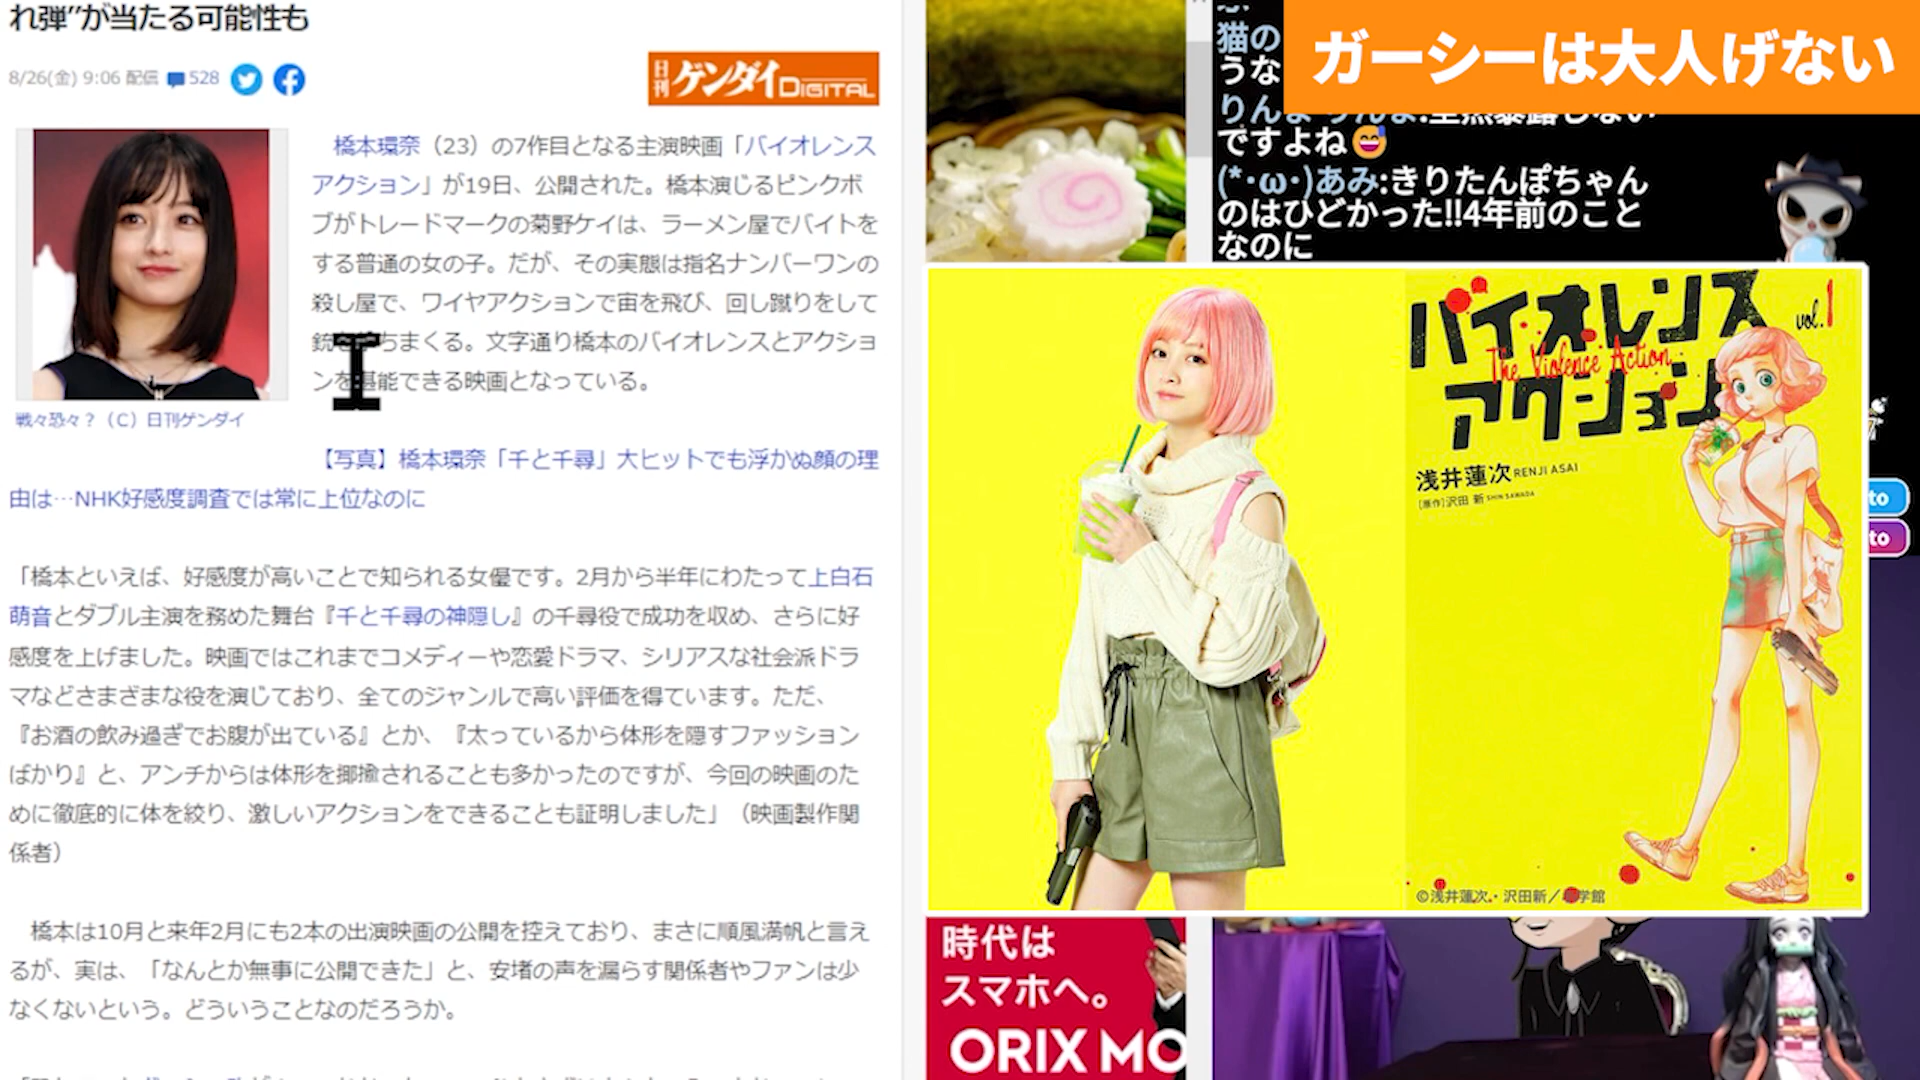 れ弾”が当たる可能性も
8/26(金) 9:06 配信 528
日刊ゲンダイDIGITAL
橋本環奈（23）の7作目となる主演映画「バイオレンス
アクション」が19日、公開された。橋本演じるピンクボ
ブがトレードマークの菊野ケイは、ラーメン屋でバイトを
する普通の女の子。だが、その実態は指名ナンバーワンの
殺し屋で、ワイヤアクションで宙を飛び、回し蹴りをして
ちまくる。文字通り橋本のバイオレンスとアクショ
ンを堪能できる映画となっている。
戦々恐々？（C）日刊ゲンダイ
【写真】橋本環奈「千と千尋」大ヒットでも浮かぬ顔の理
由は…NHK好感度調査では常に上位なのに
「橋本といえば、好感度が高いことで知られる女優です。2月から半年にわたって上白石
萌音とダブル主演を務めた舞台『千と千尋の神隠し』の千尋役で成功を収め、さらに好
感度を上げました。映画ではこれまでコメディーや恋愛ドラマ、シリアスな社会派ドラ
マなどさまざまな役を演じており、全てのジャンルで高い評価を得ています。ただ、
『お酒の飲み過ぎでお腹が出ている』とか、『太っているから体形を隠すファッション
ばかり』と、アンチからは体形を揶揄されることも多かったのですが、今回の映画のた
めに徹底的に体を絞り、激しいアクションをできることも証明しました」（映画製作関
係者）
橋本は10月と来年2月にも2本の出演映画の公開を控えており、まさに順風満帆と言え
るが、実は、「なんとか無事に公開できた」と、安堵の声を漏らす関係者やファンは少
なくないという。どういうことなのだろうか。
ガーシーは大人げない
猫の
うな
りん
ですよね😅
(*･ω･)あみ:きりたんぽちゃん
のはひどかった!!4年前のこと
なのに
バイオレンス
The Violence Action
アクション
vol.1
浅井蓮次 RENJI ASAI
[原作]沢田 新 SHIN SAWADA
©浅井蓮次・沢田新／小学館
to
to
時代は
スマホへ。
ORIX MO